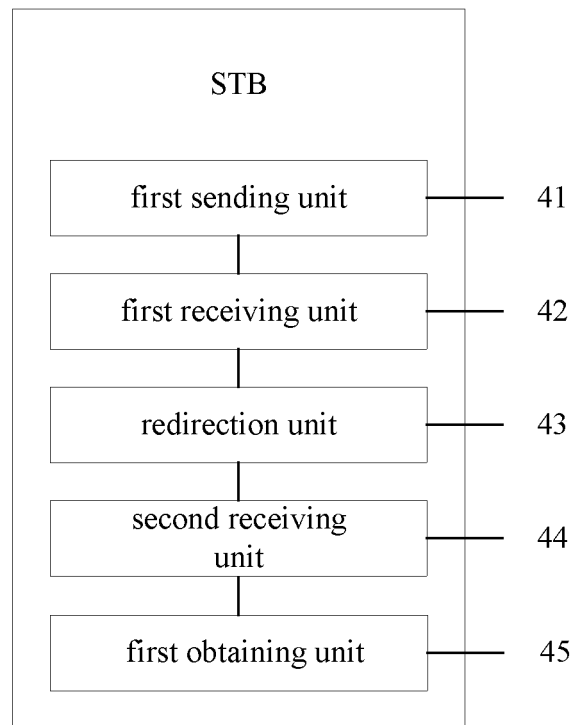 STB
first sending unit 41
first receiving unit 42
redirection unit 43
second receiving
unit 44
first obtaining unit 45